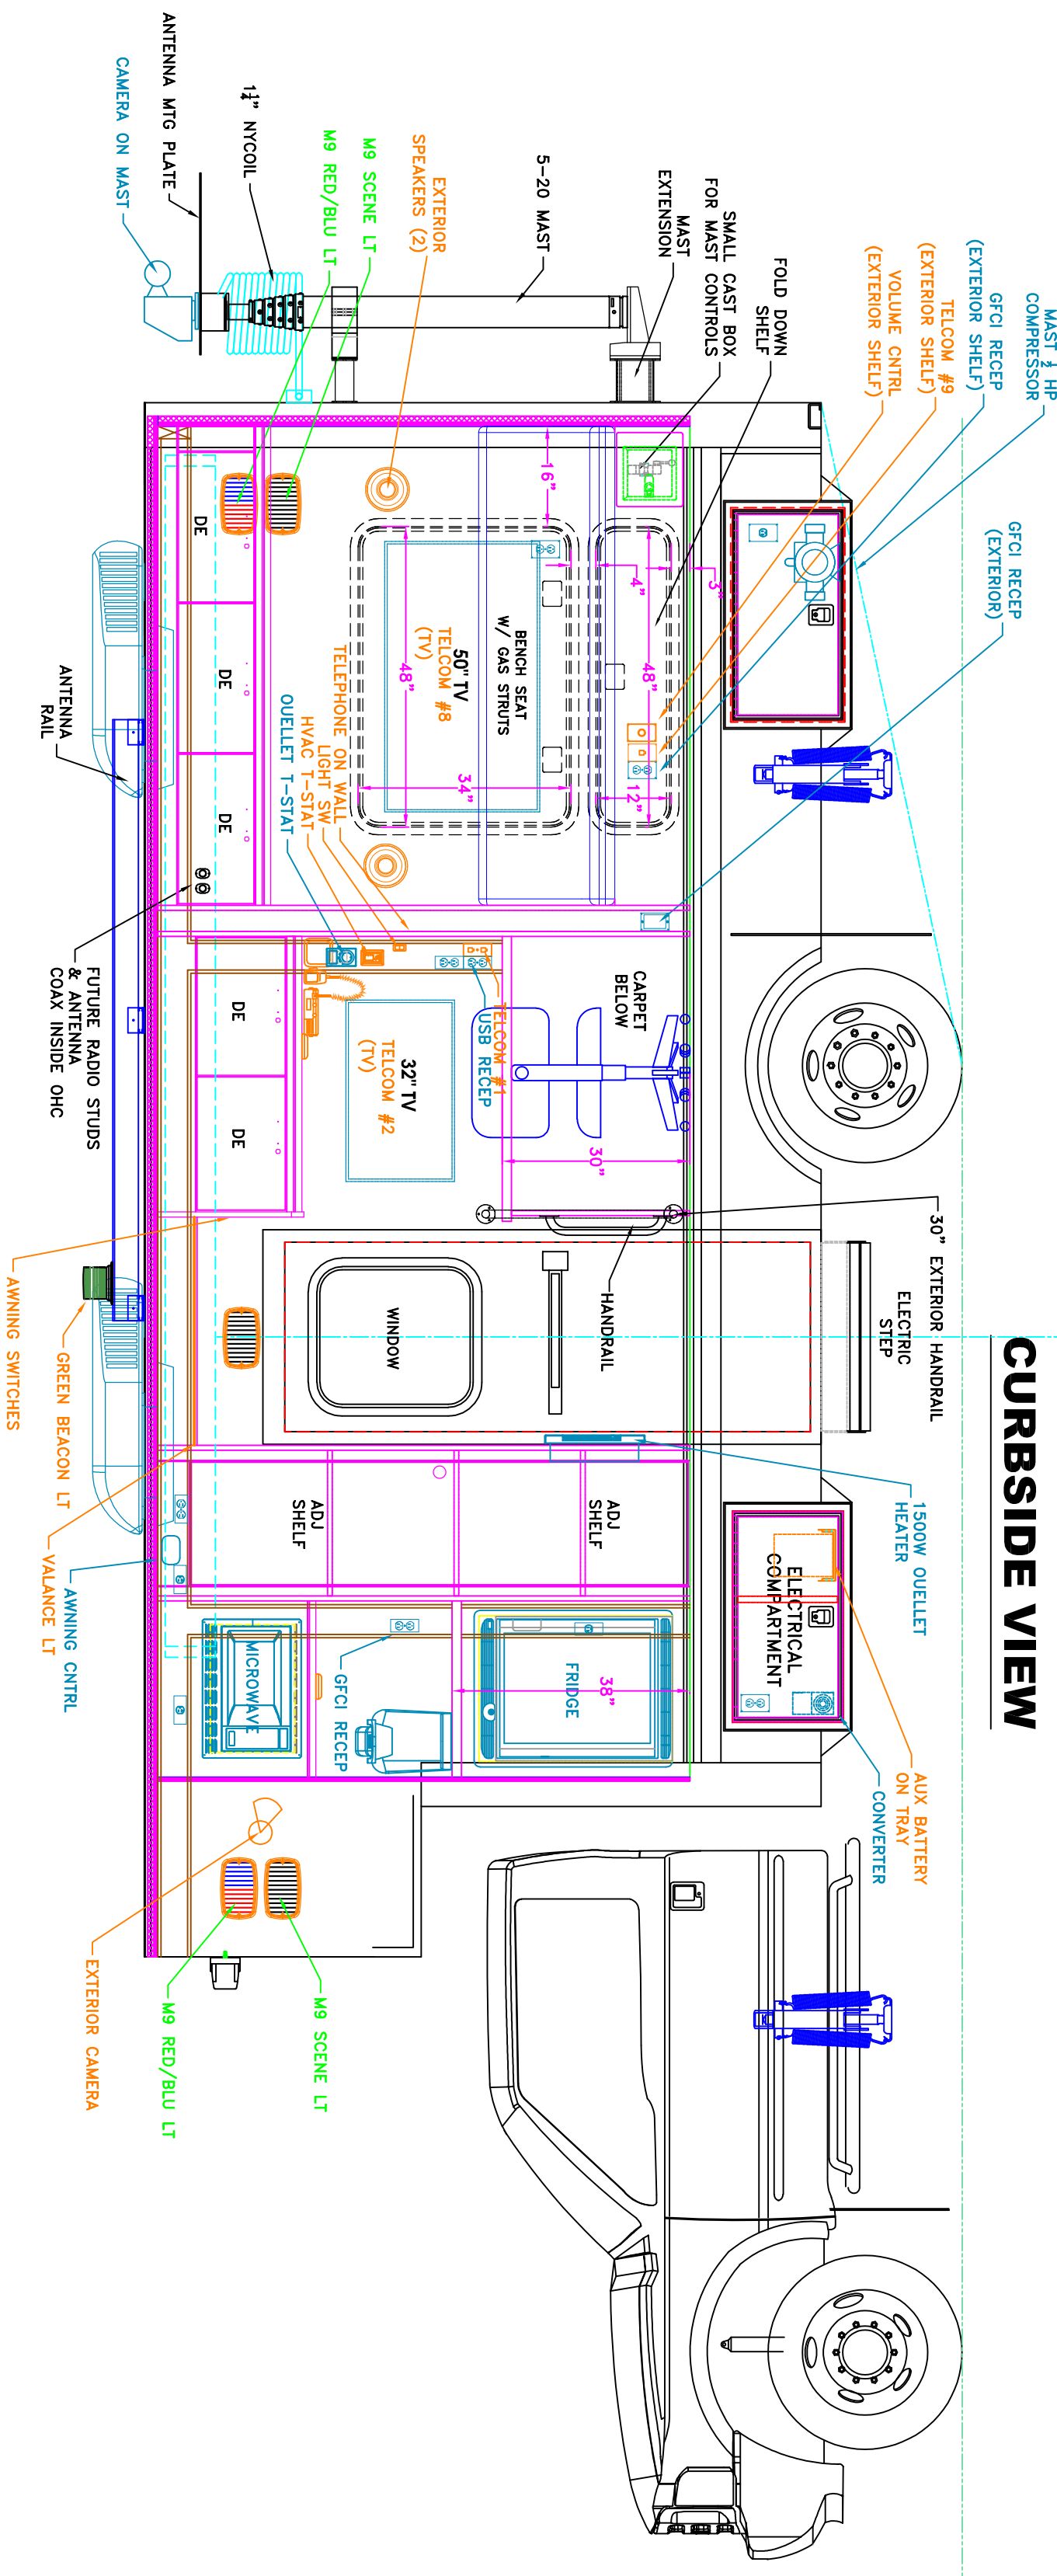 CURBSIDE VIEW
MAST ½ HP
COMPRESSOR
GFCI RECEP
(EXTERIOR SHELF)
TELCOM #9
(EXTERIOR SHELF)
VOLUME CNTRL
(EXTERIOR SHELF)
FOLD DOWN
SHELF
SMALL CAST BOX
FOR MAST CONTROLS
MAST
EXTENSION
5-20 MAST
EXTERIOR
SPEAKERS (2)
M9 SCENE LT
M9 RED/BLU LT
1¼" NYCOIL
ANTENNA MTG PLATE
CAMERA ON MAST
GFCI RECEP
(EXTERIOR)
16"
3"
4"
48"
12"
BENCH SEAT
W/ GAS STRUTS
50" TV
TELCOM #8
(TV)
48"
34"
TELEPHONE ON WALL
LIGHT SW
HVAC T-STAT
OUELLET T-STAT
DE
DE
DE
DE
DE
ANTENNA
RAIL
FUTURE RADIO STUDS
& ANTENNA
COAX INSIDE OHC
CARPET
BELOW
TELCOM #1
USB RECEP
32" TV
TELCOM #2
(TV)
30"
30" EXTERIOR HANDRAIL
ELECTRIC
STEP
HANDRAIL
WINDOW
AWNING SWITCHES
GREEN BEACON LT
VALANCE LT
AWNING CNTRL
1500W OUELLET
HEATER
ADJ
SHELF
ADJ
SHELF
ELECTRICAL
COMPARTMENT
AUX BATTERY
ON TRAY
CONVERTER
FRIDGE
38"
GFCI RECEP
MICROWAVE
M9 SCENE LT
M9 RED/BLU LT
EXTERIOR CAMERA